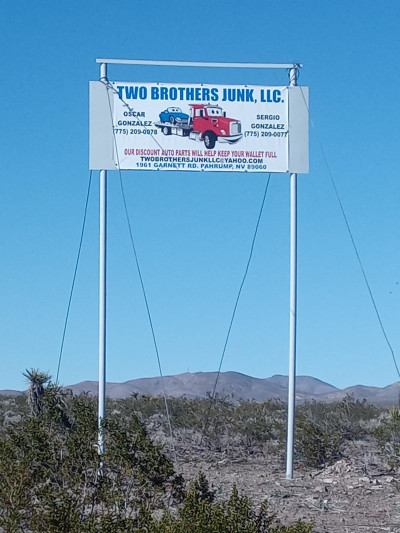 TWO BROTHERS JUNK, LLC.
OSCAR GONZALEZ (775) 209-0078
SERGIO GONZALEZ (775) 209-0077
OUR DISCOUNT AUTO PARTS WILL HELP KEEP YOUR WALLET FULL
TWOBROTHERSJUNKLLC@YAHOO.COM
1961 GARNETT RD. PAHRUMP, NV 89060